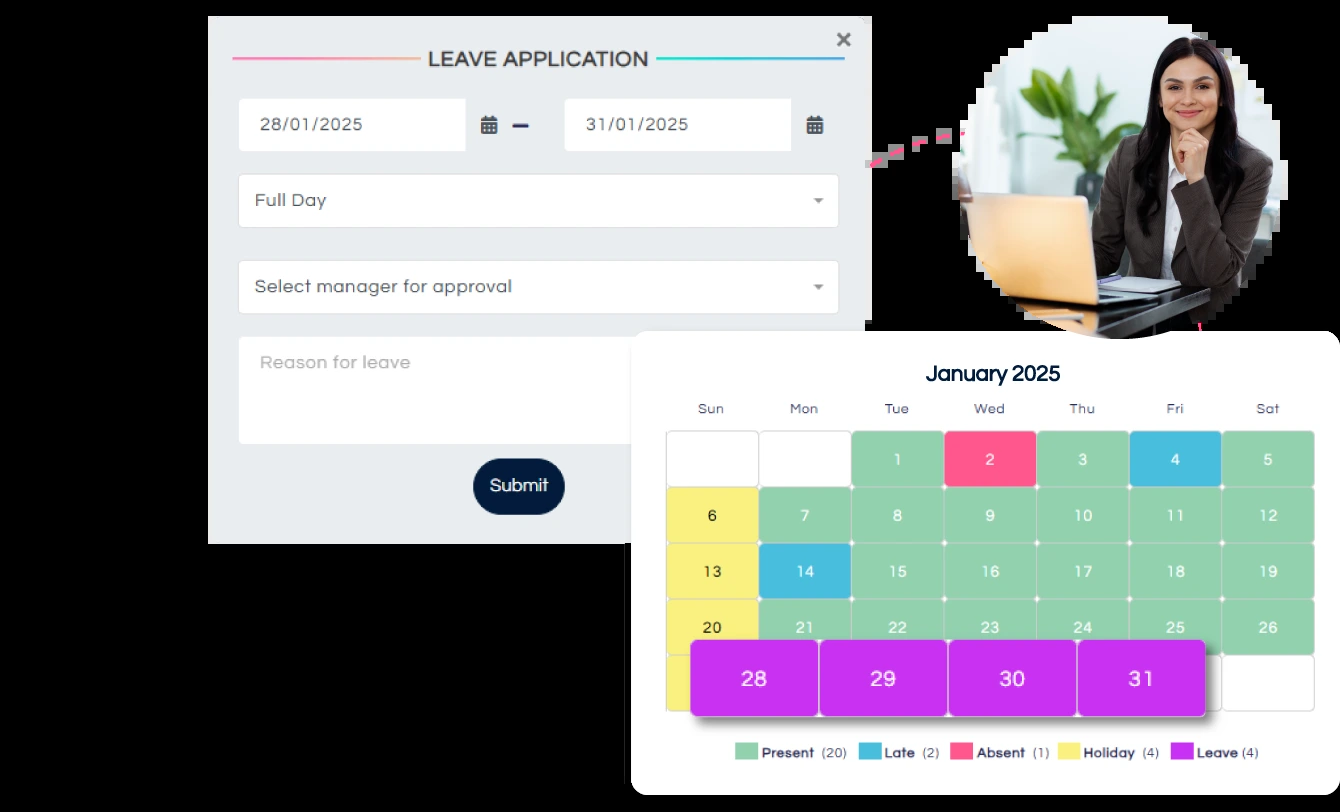 LEAVE APPLICATION
28/01/2025 – 31/01/2025
Full Day
Select manager for approval
Reason for leave
Submit
January 2025
Sun Mon Tue Wed Thu Fri Sat
1 2 3 4 5
6 7 8 9 10 11 12
13 14 15 16 17 18 19
20 21 22 23 24 25 26
28 29 30 31
Present (20) Late (2) Absent (1) Holiday (4) Leave (4)